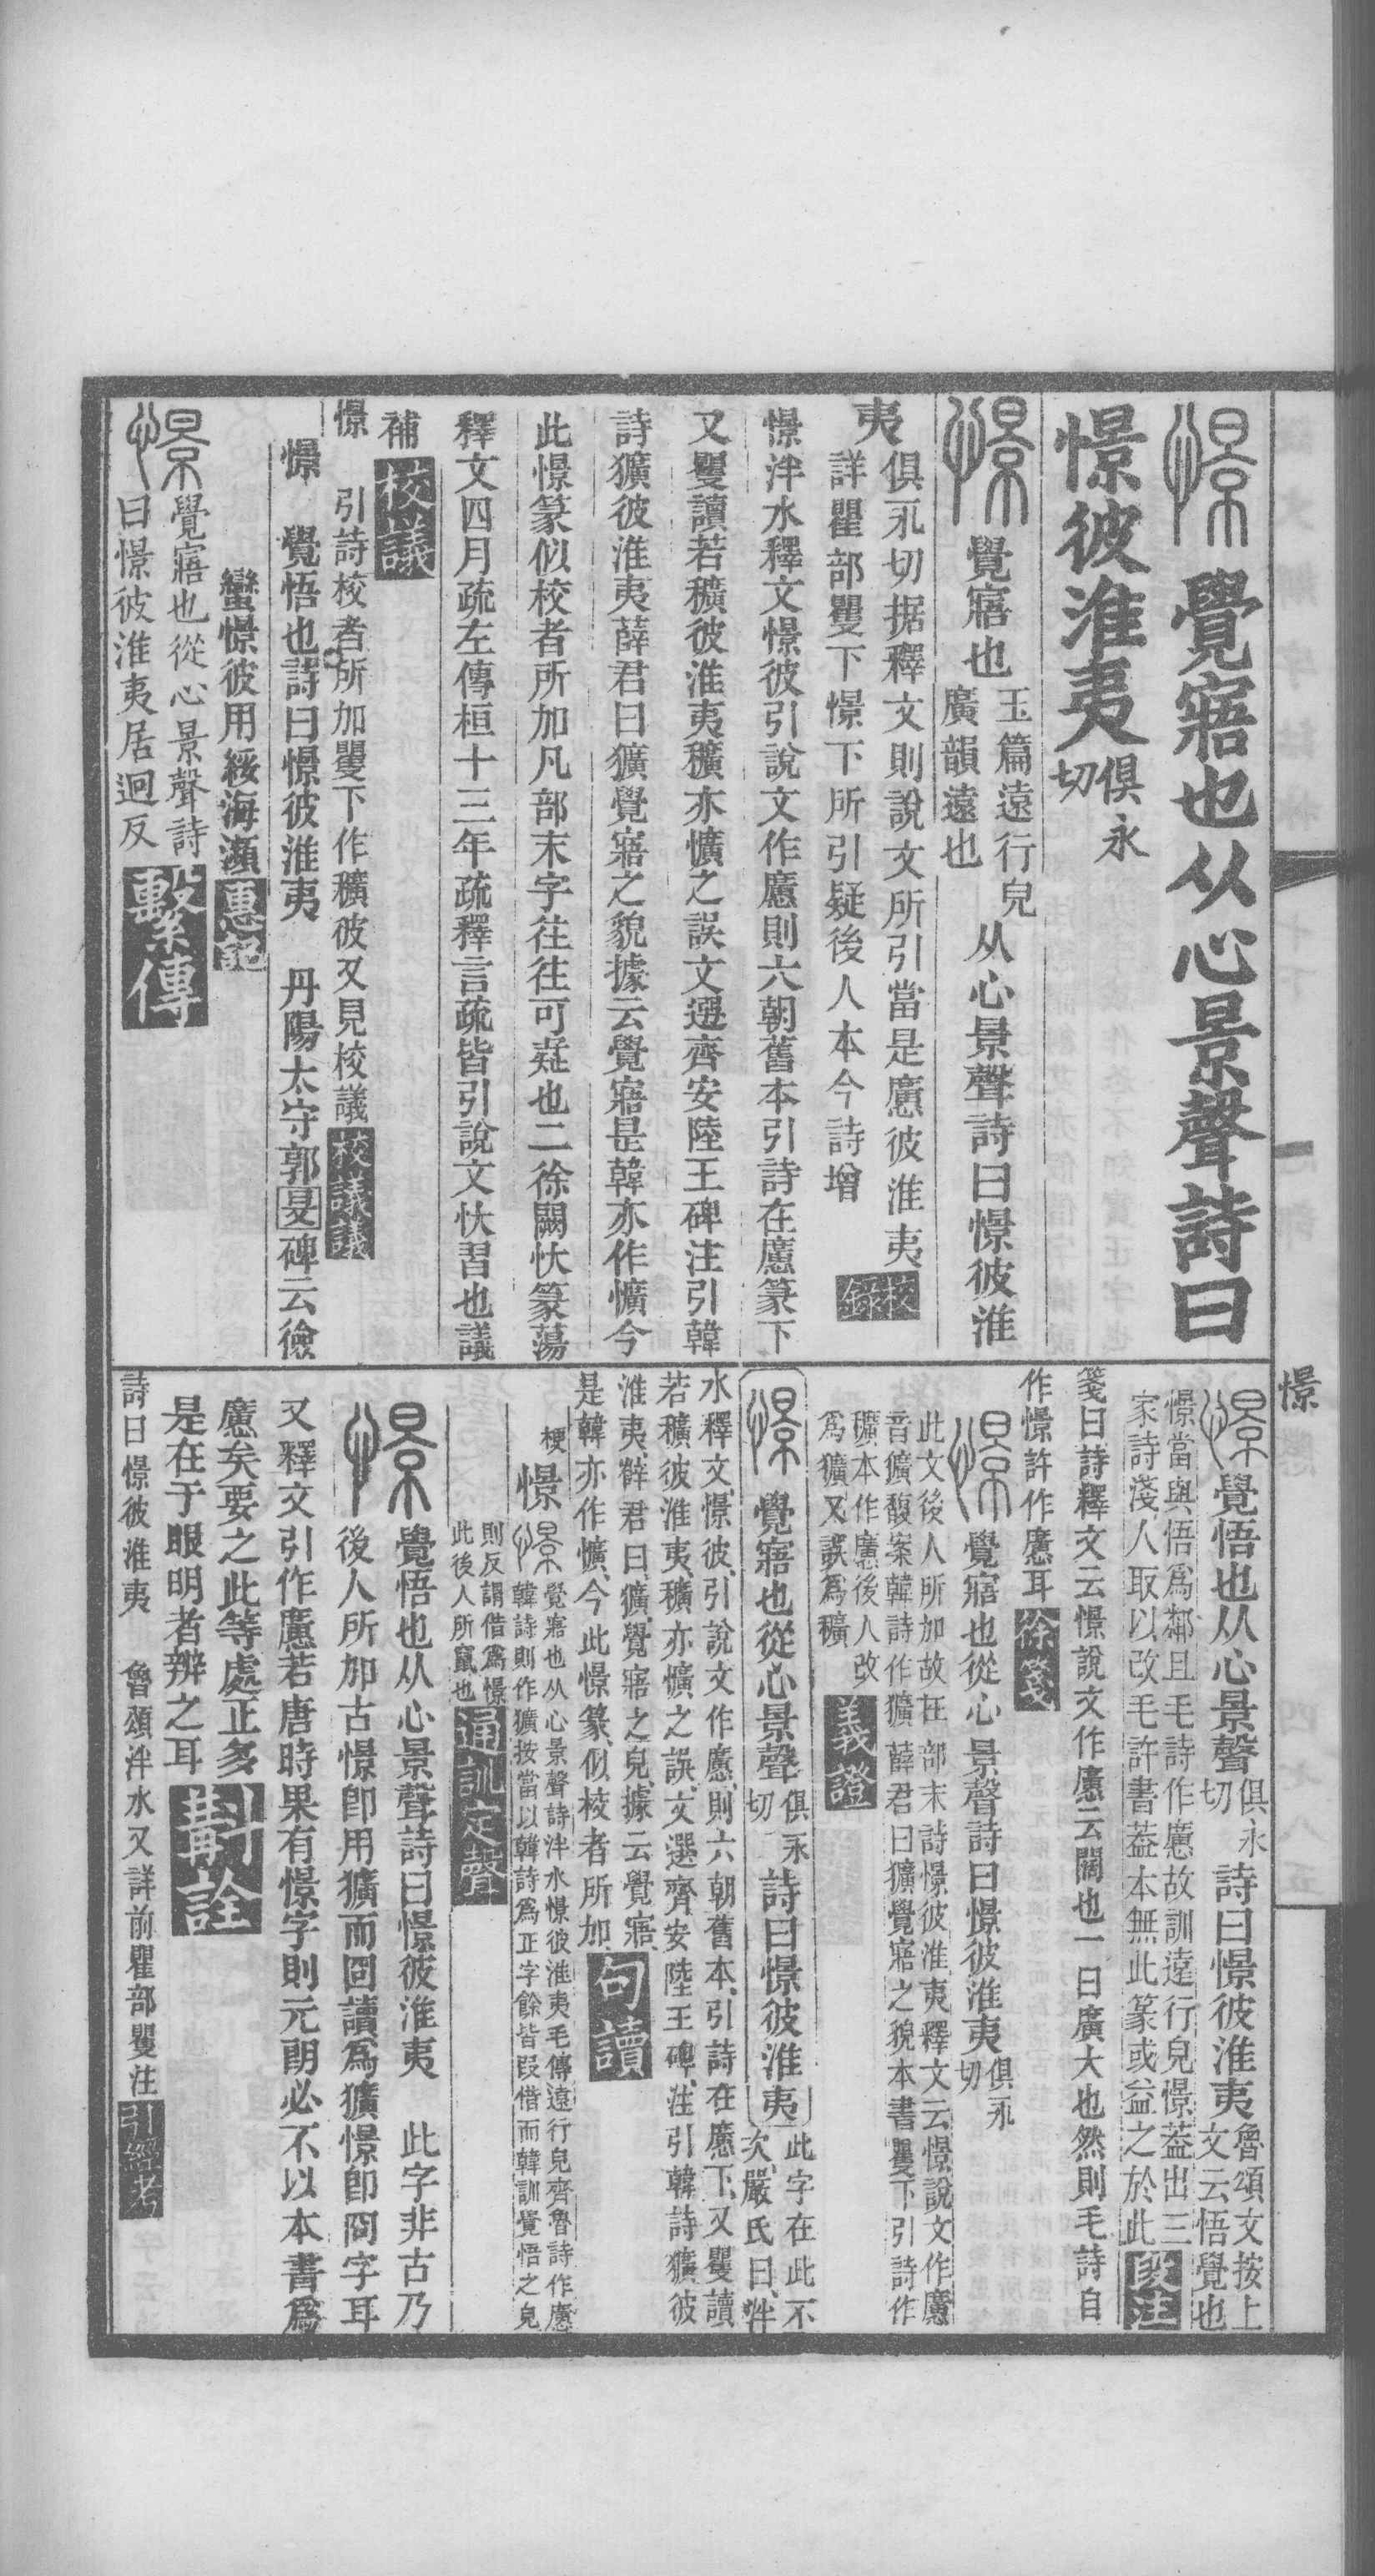 憬 覺寤也从心景聲詩曰
憬彼淮夷俱永切
憬 覺寤也玉篇遠行皃廣韻遠也从心景聲詩曰憬彼淮
夷俱永切据釋文則說文所引當是懬彼淮夷
詳瞿部矍下憬下所引疑後人本今詩增 校錄
憬泮水釋文憬彼引說文作懬則六朝舊本引詩在懬篆下
又矍讀若穬彼淮夷穬亦懭之誤文選齊安陸王碑注引韓
詩獷彼淮夷薛君曰獷覺寤之貌據云覺寤是韓亦作懭今
此憬篆似校者所加凡部末字往往可疑也二徐闕忕篆蕩
釋文四月疏左傳桓十三年疏釋言疏皆引說文忕習也議
補 校議
憬 引詩校者所加矍下作穬彼又見校議 校議議
憬 覺悟也詩曰憬彼淮夷 丹陽太守郭旻碑云儉
蠻憬彼用綏海瀕 惠記
憬 覺寤也從心景聲詩
曰憬彼淮夷居迥反 繫傳
憬
憬 覺悟也从心景聲俱永切詩曰憬彼淮夷魯頌文按上文云悟覺也
憬當與悟爲鄰且毛詩作懬故訓遠行皃憬葢出三
家詩淺人取以改毛許書葢本無此篆或益之於此 段注
箋曰詩釋文云憬說文作懬云闊也一曰廣大也然則毛詩自
作憬許作懬耳 徐箋
憬 覺寤也從心景聲詩曰憬彼淮夷俱永切
此文後人所加故在部末詩憬彼淮夷釋文云憬說文作懬
音獷馥案韓詩作獷薛君曰獷覺寤之貌本書矍下引詩作
穬本作懬後人改
爲獷又誤爲穬 義證
憬 覺寤也從心景聲俱永切詩曰憬彼淮夷此字在此不次嚴氏曰泮
水釋文憬彼引說文作懬則六朝舊本引詩在懬下又矍讀
若穬彼淮夷穬亦懭之誤文選齊安陸王碑注引韓詩獷彼
淮夷薛君曰獷覺寤之皃據云覺寤
是韓亦作懭今此憬篆似校者所加 句讀
梗 憬 憬覺寤也从心景聲詩泮水憬彼淮夷毛傳遠行皃齊魯詩作懬
韓詩則作獷按當以韓詩爲正字餘皆叚借而韓訓覺悟之皃
則反謂借爲憬
此後人所竄也 通訓定聲
憬 覺悟也从心景聲詩曰憬彼淮夷 此字非古乃
後人所加古憬卽用獷而囧讀爲獷憬卽囧字耳
又釋文引作懬若唐時果有憬字則元朗必不以本書爲
懬矣要之此等處正多
是在于眼明者辨之耳 斠詮
詩曰憬彼淮夷 魯頌泮水又詳前瞿部矍注 引經考